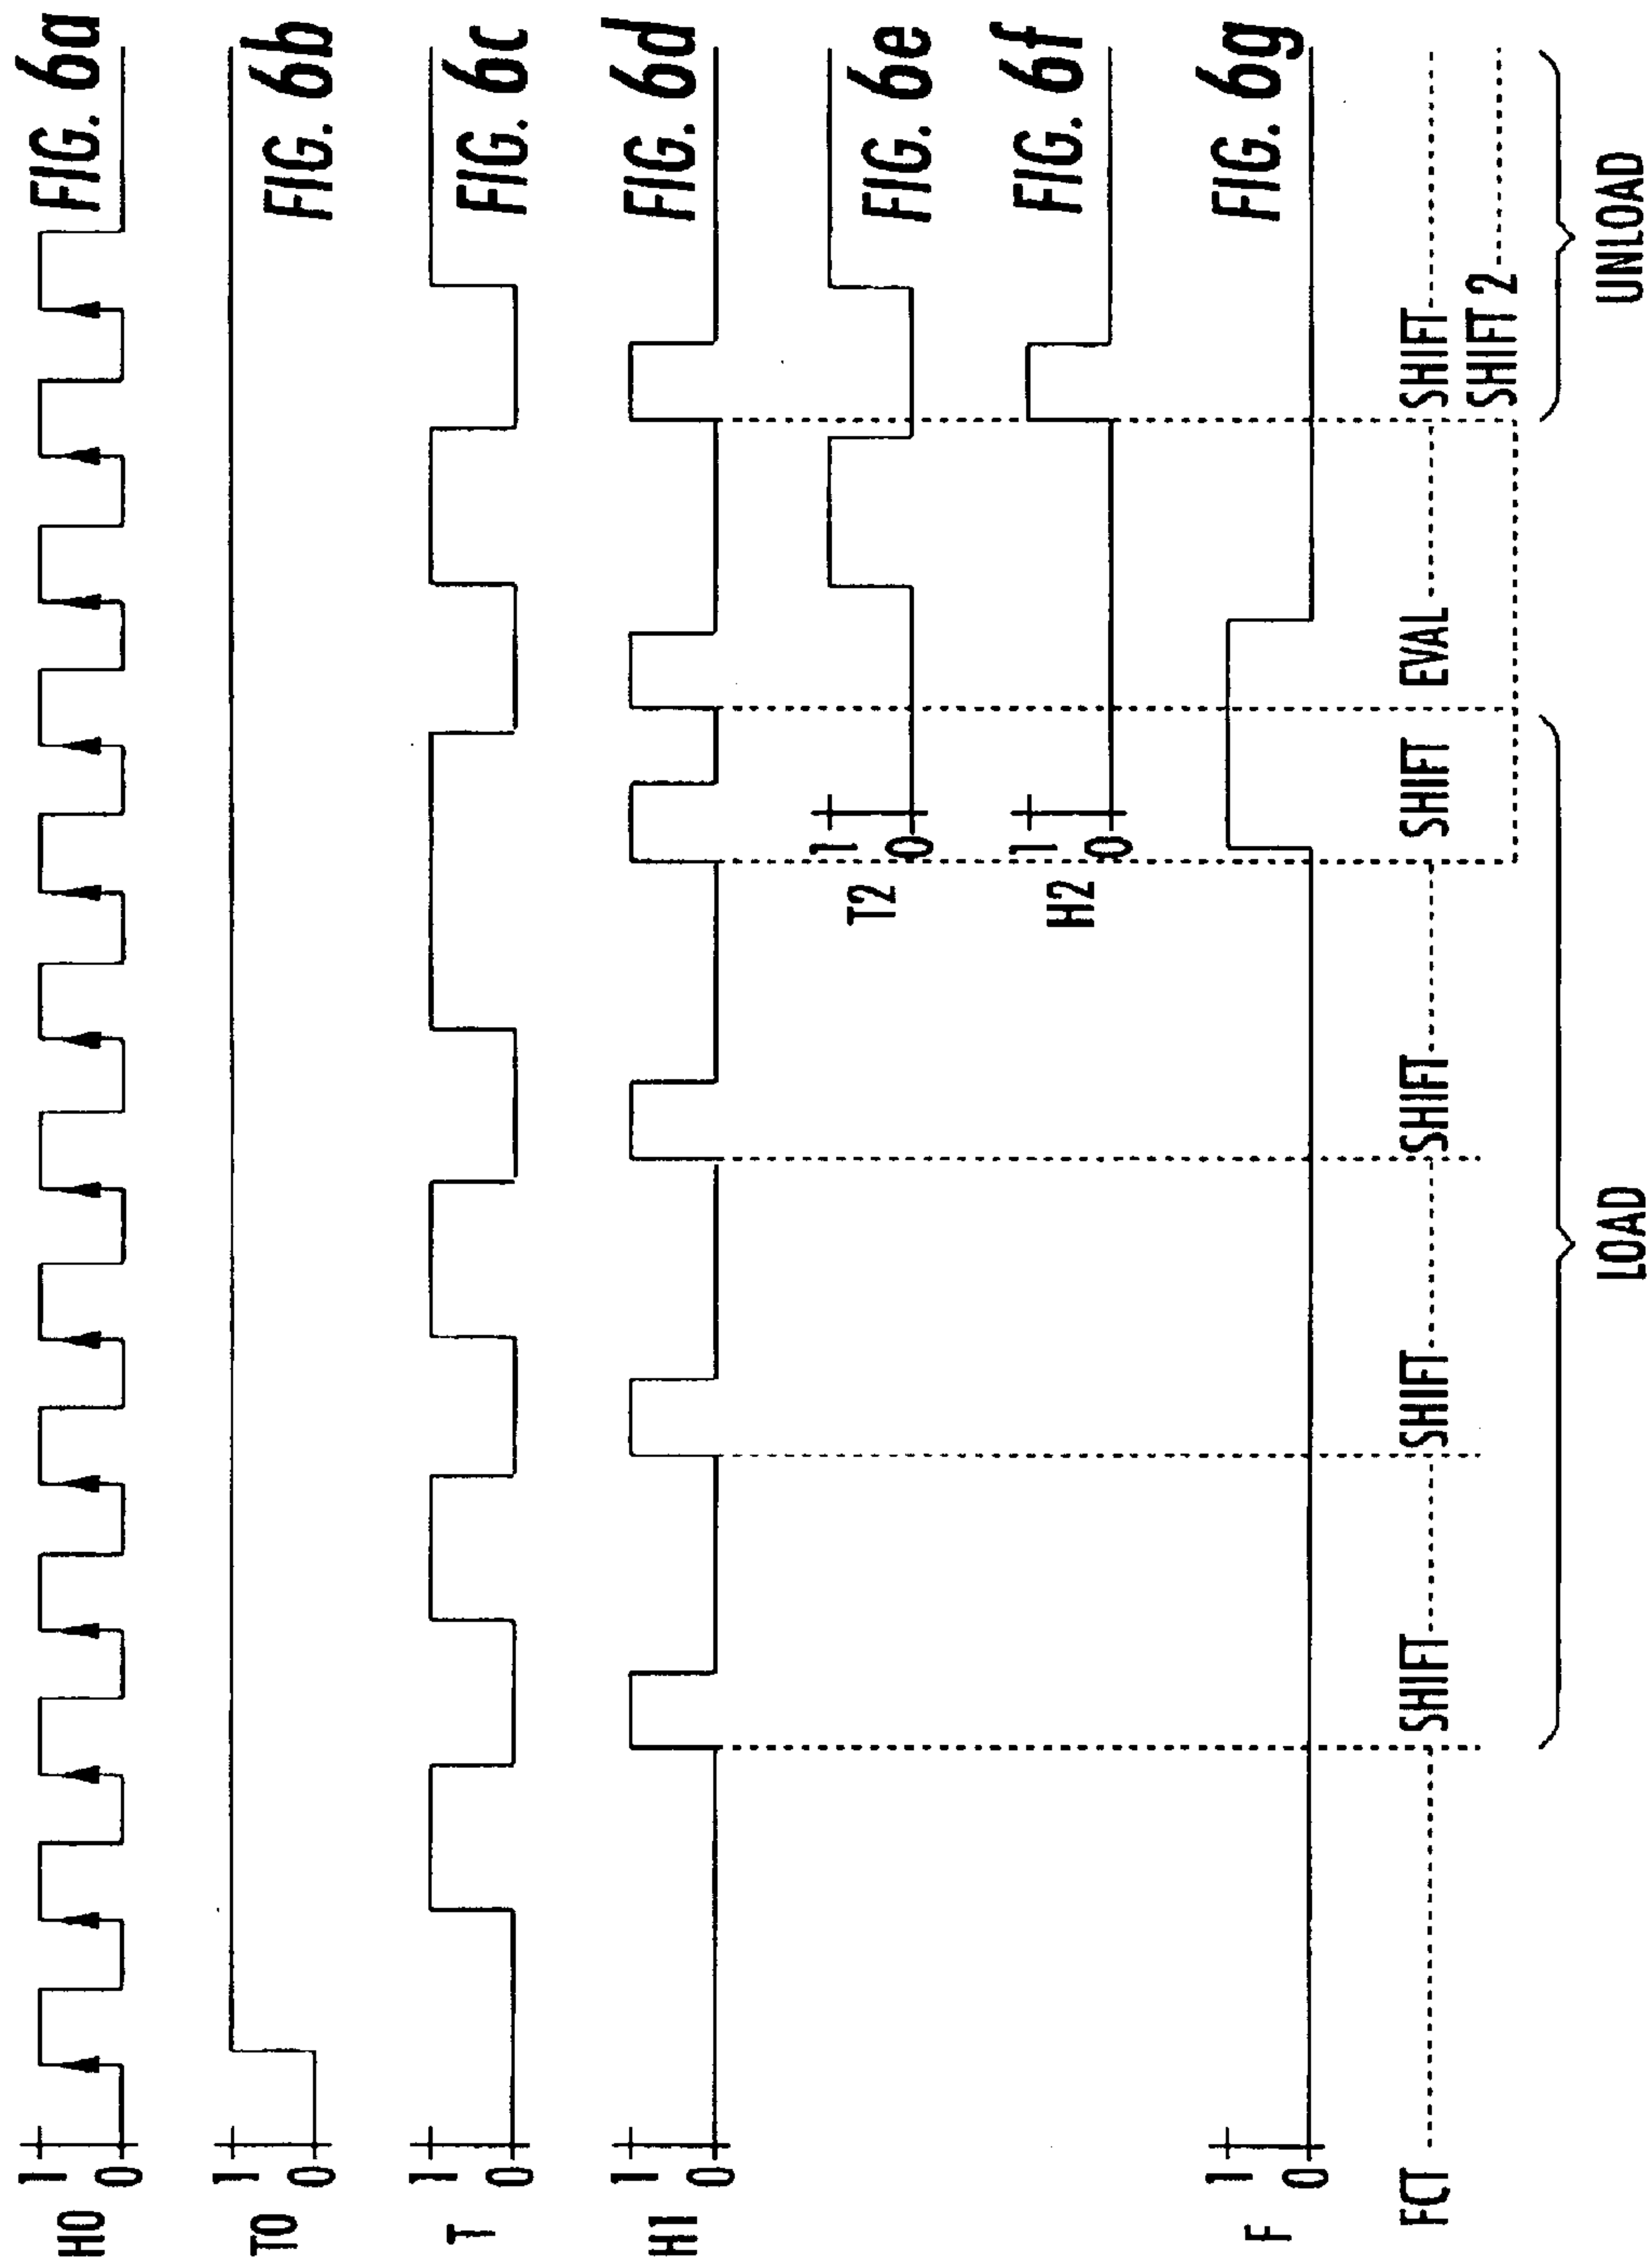 H0 1 0 FIG. 6a
T0 1 0 FIG. 6b
T 1 0 FIG. 6c
H1 1 0 FIG. 6d
T2 1 0 FIG. 6e
H2 1 0 FIG. 6f
F 1 0 FIG. 6g
FCT SHIFT SHIFT SHIFT SHIFT EVAL SHIFT
SHIFT 2
LOAD UNLOAD